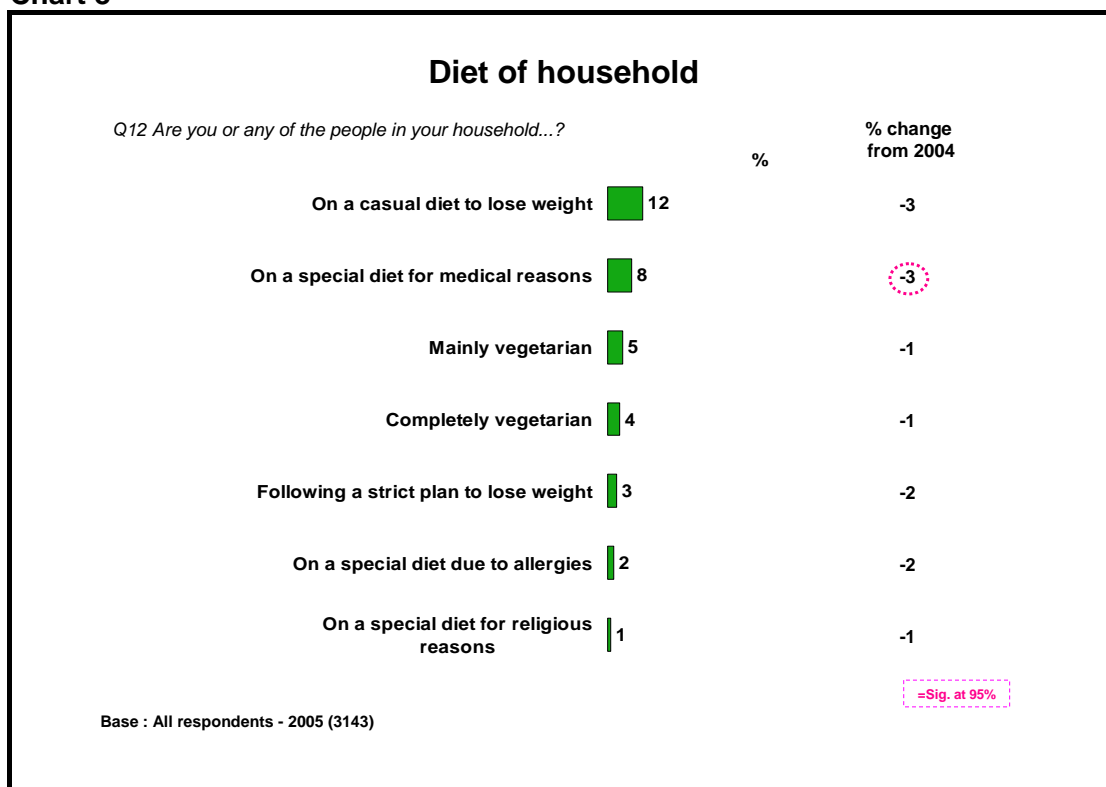 Diet of household
Q12 Are you or any of the people in your household...?
% change
from 2004
%
On a casual diet to lose weight 12 -3
On a special diet for medical reasons 8 -3
Mainly vegetarian 5 -1
Completely vegetarian 4 -1
Following a strict plan to lose weight 3 -2
On a special diet due to allergies 2 -2
On a special diet for religious
reasons 1 -1
=Sig. at 95%
Base : All respondents - 2005 (3143)